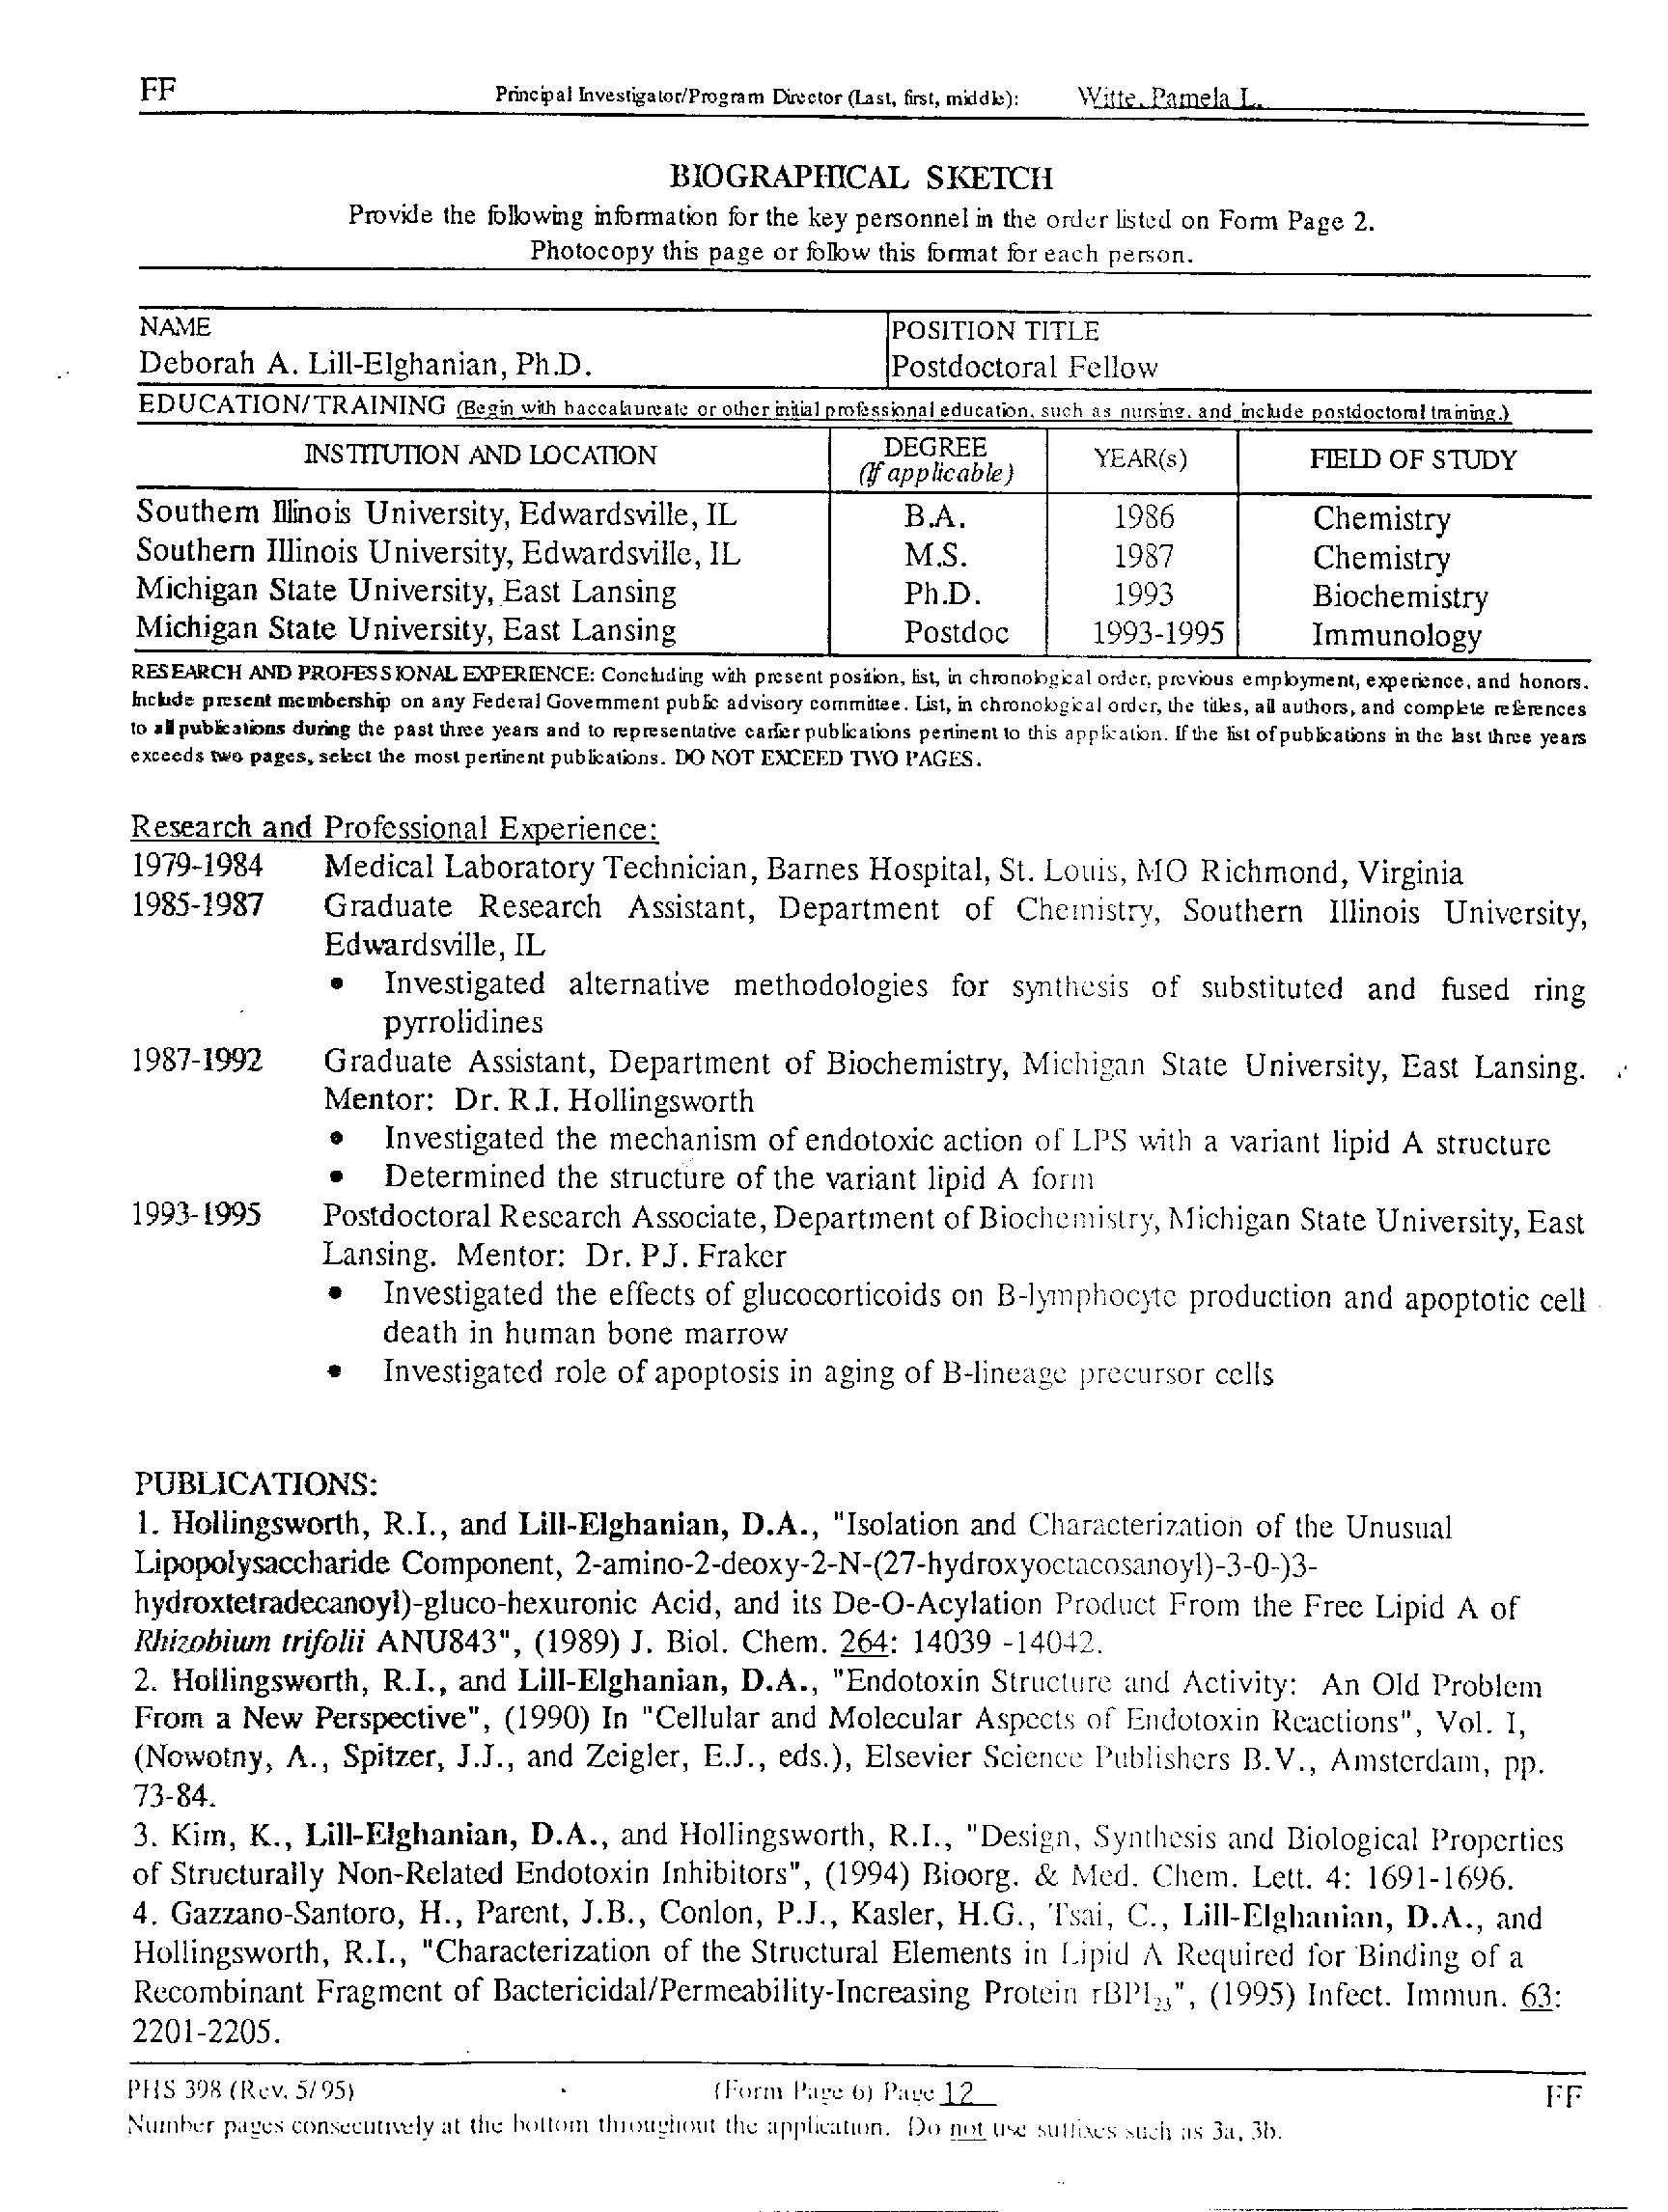 FF Principal Investigator/Program Director (Last, first, middle): Witte, Pamela L.
BIOGRAPHICAL SKETCH
Provide the following information for the key personnel in the order listed on Form Page 2.
Photocopy this page or follow this format for each person.
NAME POSITION TITLE
Deborah A. Lill-Elghanian, Ph.D. Postdoctoral Fellow
EDUCATION/TRAINING (Begin with baccalaureate or other initial professional education, such as nursing, and include postdoctoral training.)
INSTITUTION AND LOCATION DEGREE (If applicable) YEAR(s) FIELD OF STUDY
Southern Illinois University, Edwardsville, IL B.A. 1986 Chemistry
Southern Illinois University, Edwardsville, IL M.S. 1987 Chemistry
Michigan State University, East Lansing Ph.D. 1993 Biochemistry
Michigan State University, East Lansing Postdoc 1993-1995 Immunology
RESEARCH AND PROFESSIONAL EXPERIENCE: Concluding with present position, list, in chronological order, previous employment, experience, and honors.
Include present membership on any Federal Government public advisory committee. List, in chronological order, the titles, all authors, and complete references
to all publications during the past three years and to representative earlier publications pertinent to this application. If the list of publications in the last three years
exceeds two pages, select the most pertinent publications. DO NOT EXCEED TWO PAGES.
Research and Professional Experience:
1979-1984 Medical Laboratory Technician, Barnes Hospital, St. Louis, MO Richmond, Virginia
1985-1987 Graduate Research Assistant, Department of Chemistry, Southern Illinois University,
Edwardsville, IL
• Investigated alternative methodologies for synthesis of substituted and fused ring
pyrrolidines
1987-1992 Graduate Assistant, Department of Biochemistry, Michigan State University, East Lansing.
Mentor: Dr. R.I. Hollingsworth
• Investigated the mechanism of endotoxic action of LPS with a variant lipid A structure
• Determined the structure of the variant lipid A form
1993-1995 Postdoctoral Research Associate, Department of Biochemistry, Michigan State University, East
Lansing. Mentor: Dr. P.J. Fraker
• Investigated the effects of glucocorticoids on B-lymphocyte production and apoptotic cell
death in human bone marrow
• Investigated role of apoptosis in aging of B-lineage precursor cells
PUBLICATIONS:
1. Hollingsworth, R.I., and Lill-Elghanian, D.A., "Isolation and Characterization of the Unusual
Lipopolysaccharide Component, 2-amino-2-deoxy-2-N-(27-hydroxyoctacosanoyl)-3-0-)3-
hydroxtetradecanoyl)-gluco-hexuronic Acid, and its De-O-Acylation Product From the Free Lipid A of
Rhizobium trifolii ANU843", (1989) J. Biol. Chem. 264: 14039 -14042.
2. Hollingsworth, R.I., and Lill-Elghanian, D.A., "Endotoxin Structure and Activity: An Old Problem
From a New Perspective", (1990) In "Cellular and Molecular Aspects of Endotoxin Reactions", Vol. I,
(Nowotny, A., Spitzer, J.J., and Zeigler, E.J., eds.), Elsevier Science Publishers B.V., Amsterdam, pp.
73-84.
3. Kim, K., Lill-Elghanian, D.A., and Hollingsworth, R.I., "Design, Synthesis and Biological Properties
of Structurally Non-Related Endotoxin Inhibitors", (1994) Bioorg. & Med. Chem. Lett. 4: 1691-1696.
4. Gazzano-Santoro, H., Parent, J.B., Conlon, P.J., Kasler, H.G., Tsai, C., Lill-Elghanian, D.A., and
Hollingsworth, R.I., "Characterization of the Structural Elements in Lipid A Required for Binding of a
Recombinant Fragment of Bactericidal/Permeability-Increasing Protein rBPI₂₃", (1995) Infect. Immun. 63:
2201-2205.
PHS 398 (Rev. 5/95) (Form Page 6) Page 12 FF
Number pages consecutively at the bottom throughout the application. Do not use suffixes such as 3a, 3b.